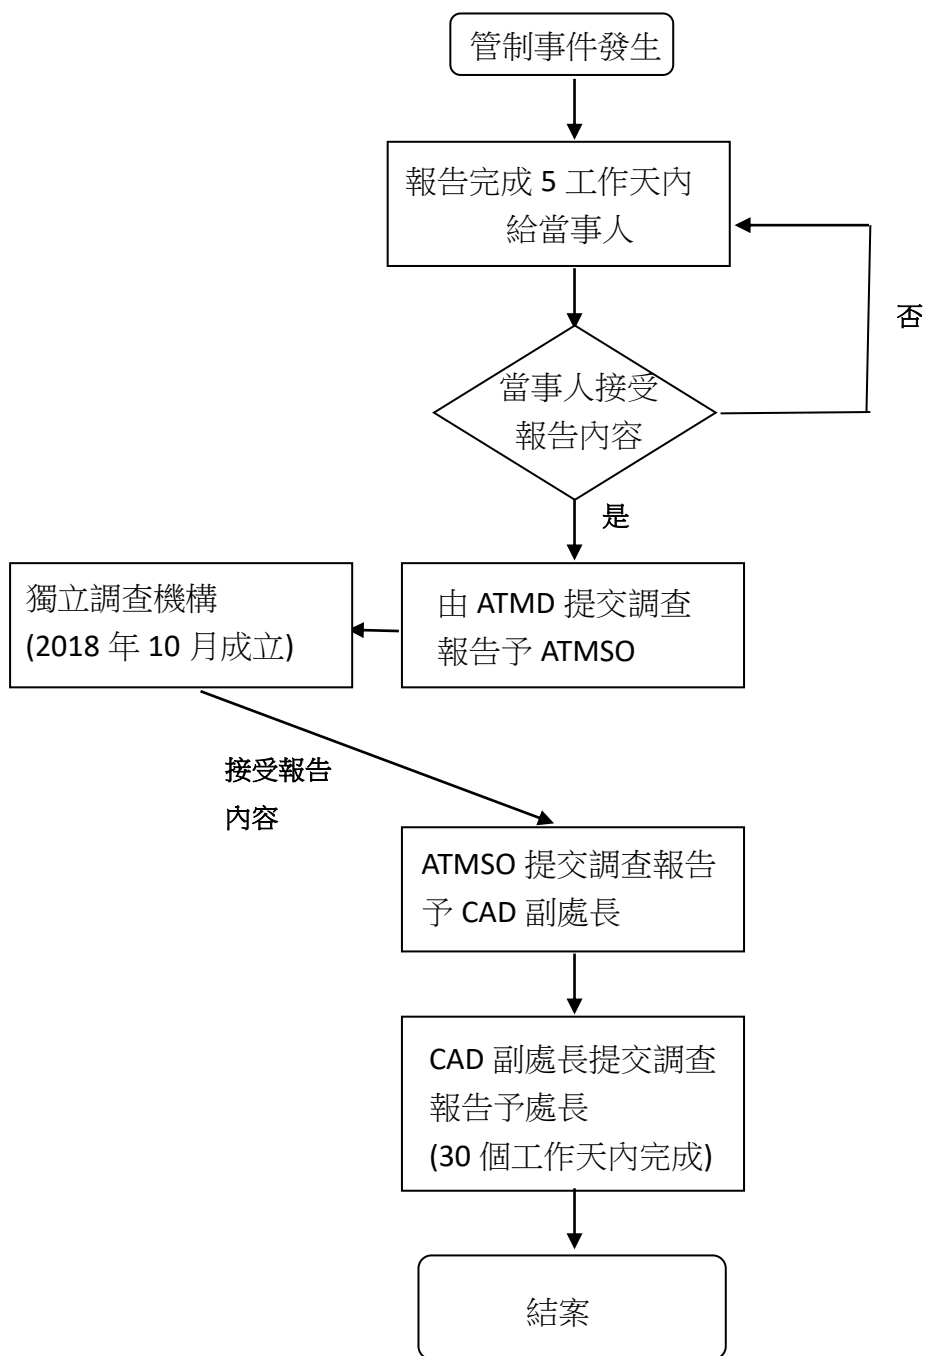 管制事件發生
報告完成 5 工作天內
給當事人
否
當事人接受
報告內容
是
獨立調查機構
(2018 年 10 月成立)
由 ATMD 提交調查
報告予 ATMSO
接受報告
內容
ATMSO 提交調查報告
予 CAD 副處長
CAD 副處長提交調查
報告予處長
(30 個工作天內完成)
結案